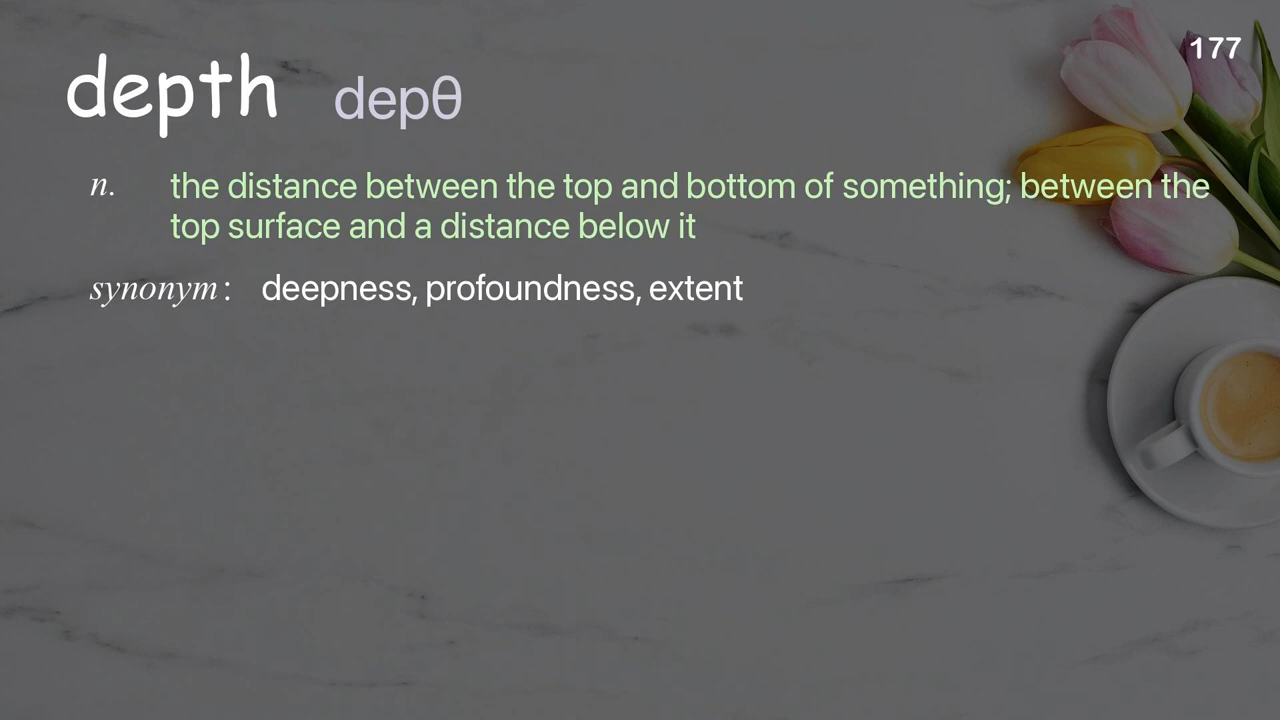 177
depth depθ
n. the distance between the top and bottom of something; between the
top surface and a distance below it
synonym: deepness, profoundness, extent